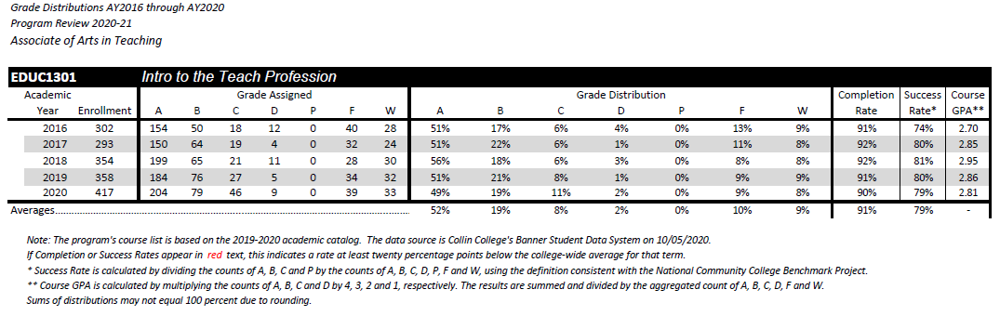 Grade Distributions AY2016 through AY2020
Program Review 2020-21
Associate of Arts in Teaching
EDUC1301 Intro to the Teach Profession
Academic Grade Assigned Grade Distribution Completion Success Course
Year Enrollment A B C D P F W A B C D P F W Rate Rate* GPA**
2016 302 154 50 18 12 0 40 28 51% 17% 6% 4% 0% 13% 9% 91% 74% 2.70
2017 293 150 64 19 4 0 32 24 51% 22% 6% 1% 0% 11% 8% 92% 80% 2.85
2018 354 199 65 21 11 0 28 30 56% 18% 6% 3% 0% 8% 8% 92% 81% 2.95
2019 358 184 76 27 5 0 34 32 51% 21% 8% 1% 0% 9% 9% 91% 80% 2.86
2020 417 204 79 46 9 0 39 33 49% 19% 11% 2% 0% 9% 8% 90% 79% 2.81
Averages 52% 19% 8% 2% 0% 10% 9% 91% 79% -
Note: The program's course list is based on the 2019-2020 academic catalog. The data source is Collin College's Banner Student Data System on 10/05/2020.
If Completion or Success Rates appear in red text, this indicates a rate at least twenty percentage points below the college-wide average for that term.
* Success Rate is calculated by dividing the counts of A, B, C and P by the counts of A, B, C, D, P, F and W, using the definition consistent with the National Community College Benchmark Project.
** Course GPA is calculated by multiplying the counts of A, B, C and D by 4, 3, 2 and 1, respectively. The results are summed and divided by the aggregated count of A, B, C, D, F and W.
Sums of distributions may not equal 100 percent due to rounding.